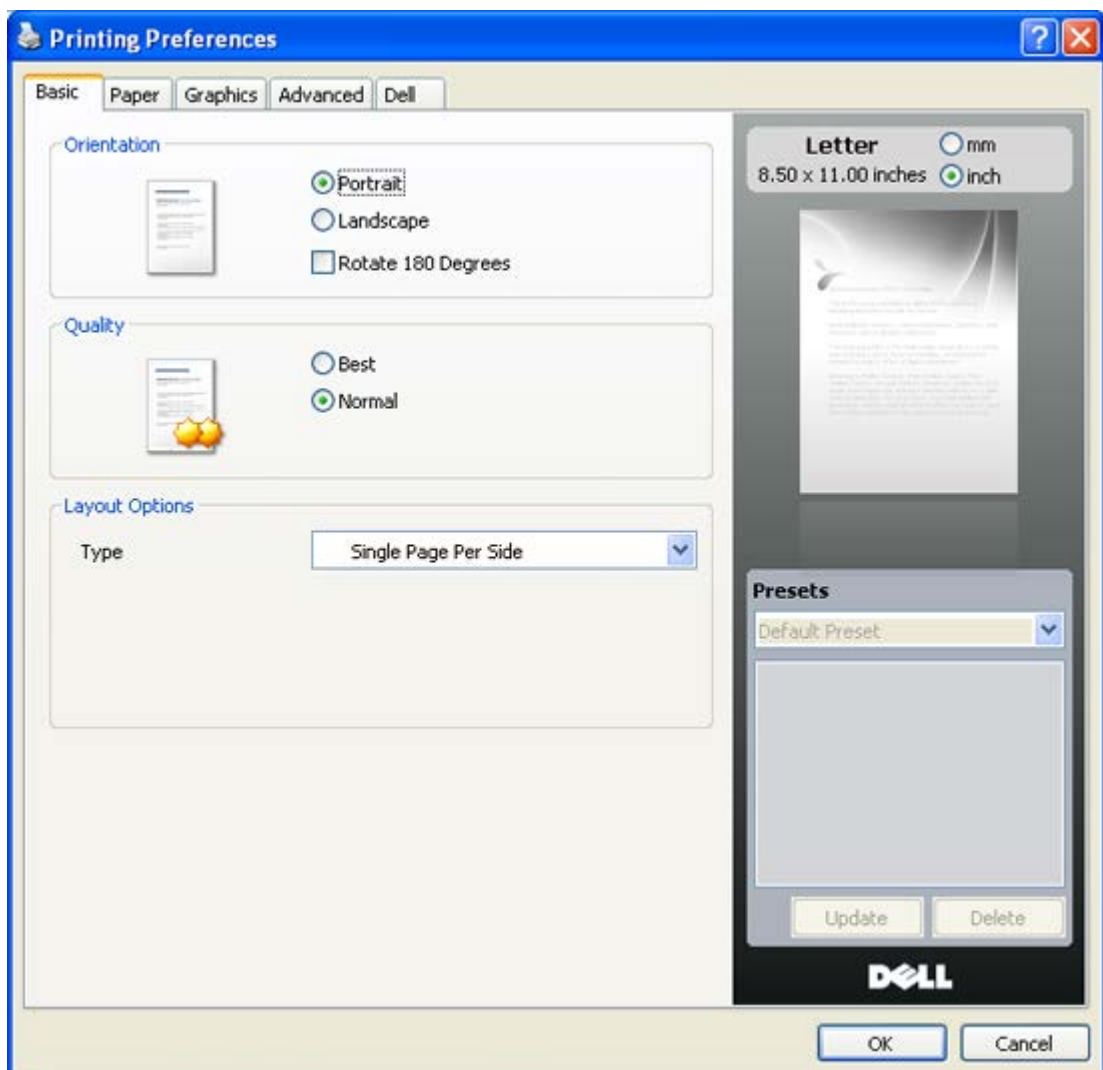 Printing Preferences
Basic Paper Graphics Advanced Dell
Orientation
Portrait
Landscape
Rotate 180 Degrees
Quality
Best
Normal
Layout Options
Type Single Page Per Side
Letter mm
8.50 x 11.00 inches inch
Presets
Default Preset
Update Delete
DELL
OK Cancel